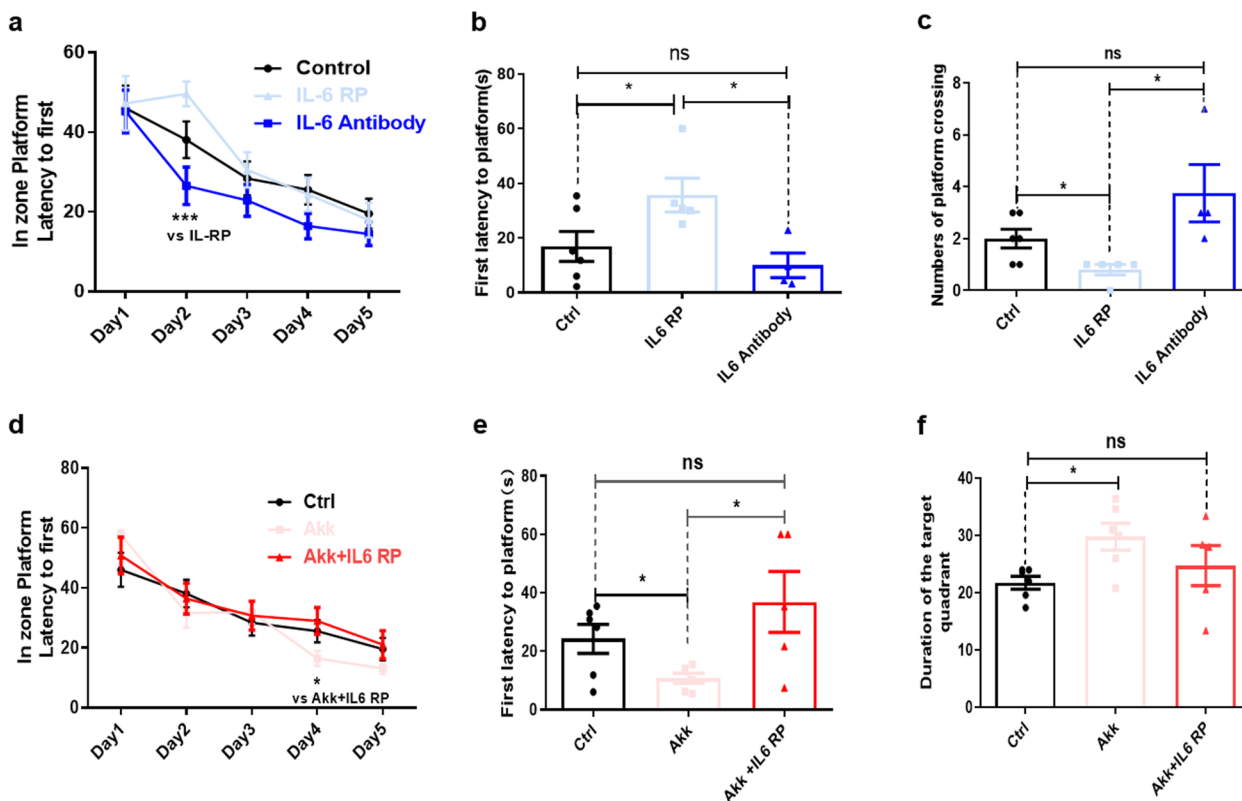 a
In zone Platform
Latency to first
60
40
20
0
Control
IL-6 RP
IL-6 Antibody
***
vs IL-RP
Day1
Day2
Day3
Day4
Day5
b
First latency to platform(s)
80
60
40
20
0
ns
*
*
Ctrl
IL6 RP
IL6 Antibody
c
Numbers of platform crossing
8
6
4
2
0
ns
*
*
Ctrl
IL6 RP
IL6 Antibody
d
In zone Platform
Latency to first
80
60
40
20
0
Ctrl
Akk
Akk+IL6 RP
*
vs Akk+IL6 RP
Day1
Day2
Day3
Day4
Day5
e
First latency to platform (s)
80
60
40
20
0
ns
*
*
Ctrl
Akk
Akk +IL6 RP
f
Duration of the target
quadrant
40
30
20
10
0
ns
*
Ctrl
Akk
Akk+IL6 RP